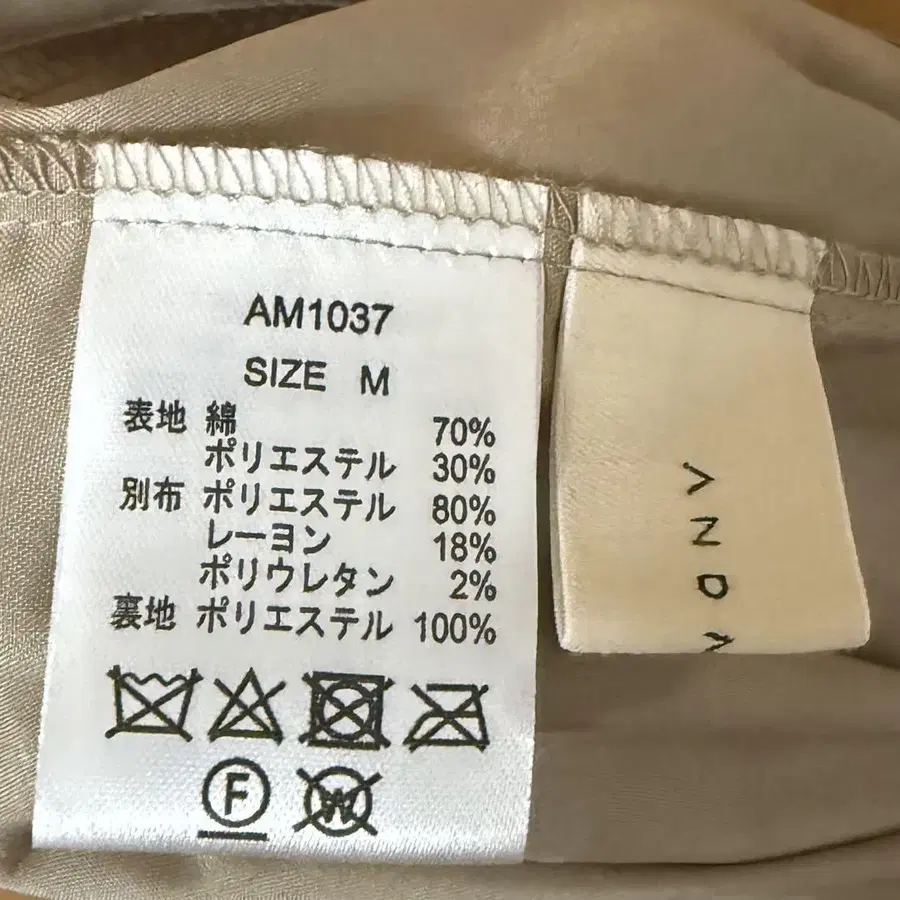 AM1037
SIZE M
表地 綿 70%
ポリエステル 30%
別布 ポリエステル 80%
レーヨン 18%
ポリウレタン 2%
裏地 ポリエステル 100%
F
W